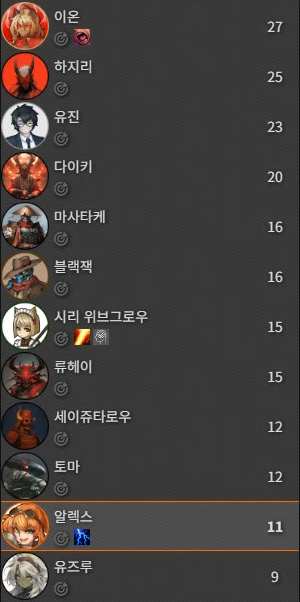 이온 27
하지리 25
유진 23
다이키 20
마사타케 16
블랙잭 16
시리 위브그로우 15
류헤이 15
세이쥬타로우 12
토마 12
알렉스 11
유즈루 9